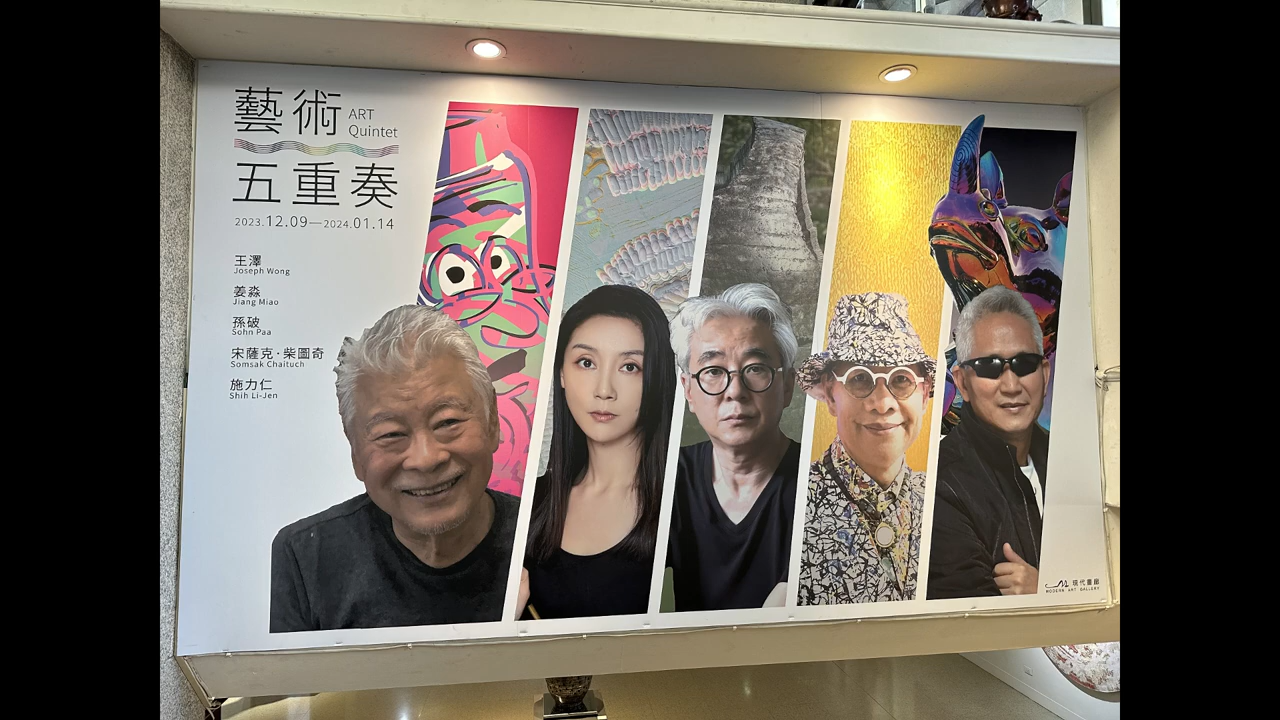 藝術
ART
Quintet
五重奏
2023.12.09—2024.01.14
王澤
Joseph Wong
姜淼
Jiang Miao
孫破
Sohn Paa
宋薩克·柴圖奇
Somsak Chaituch
施力仁
Shih Li-Jen
現代畫廊
MODERN ART GALLERY